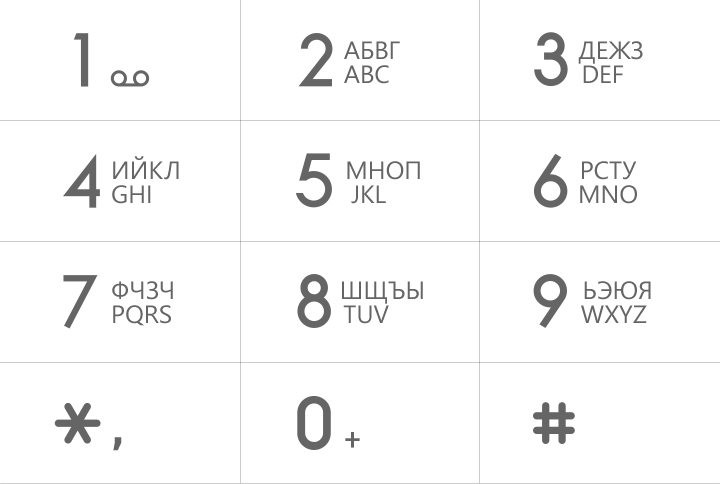 1
2 АБВГ
ABC
3 ДЕЖЗ
DEF
4 ИЙКЛ
GHI
5 МНОП
JKL
6 РСТУ
MNO
7 ФЧЗЧ
PQRS
8 ШЩЪЫ
TUV
9 ЬЭЮЯ
WXYZ
* ,
0 +
#